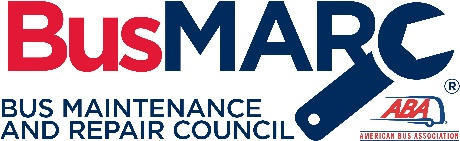 BusMARC
®
BUS MAINTENANCE
AND REPAIR COUNCIL
ABA
AMERICAN BUS ASSOCIATION